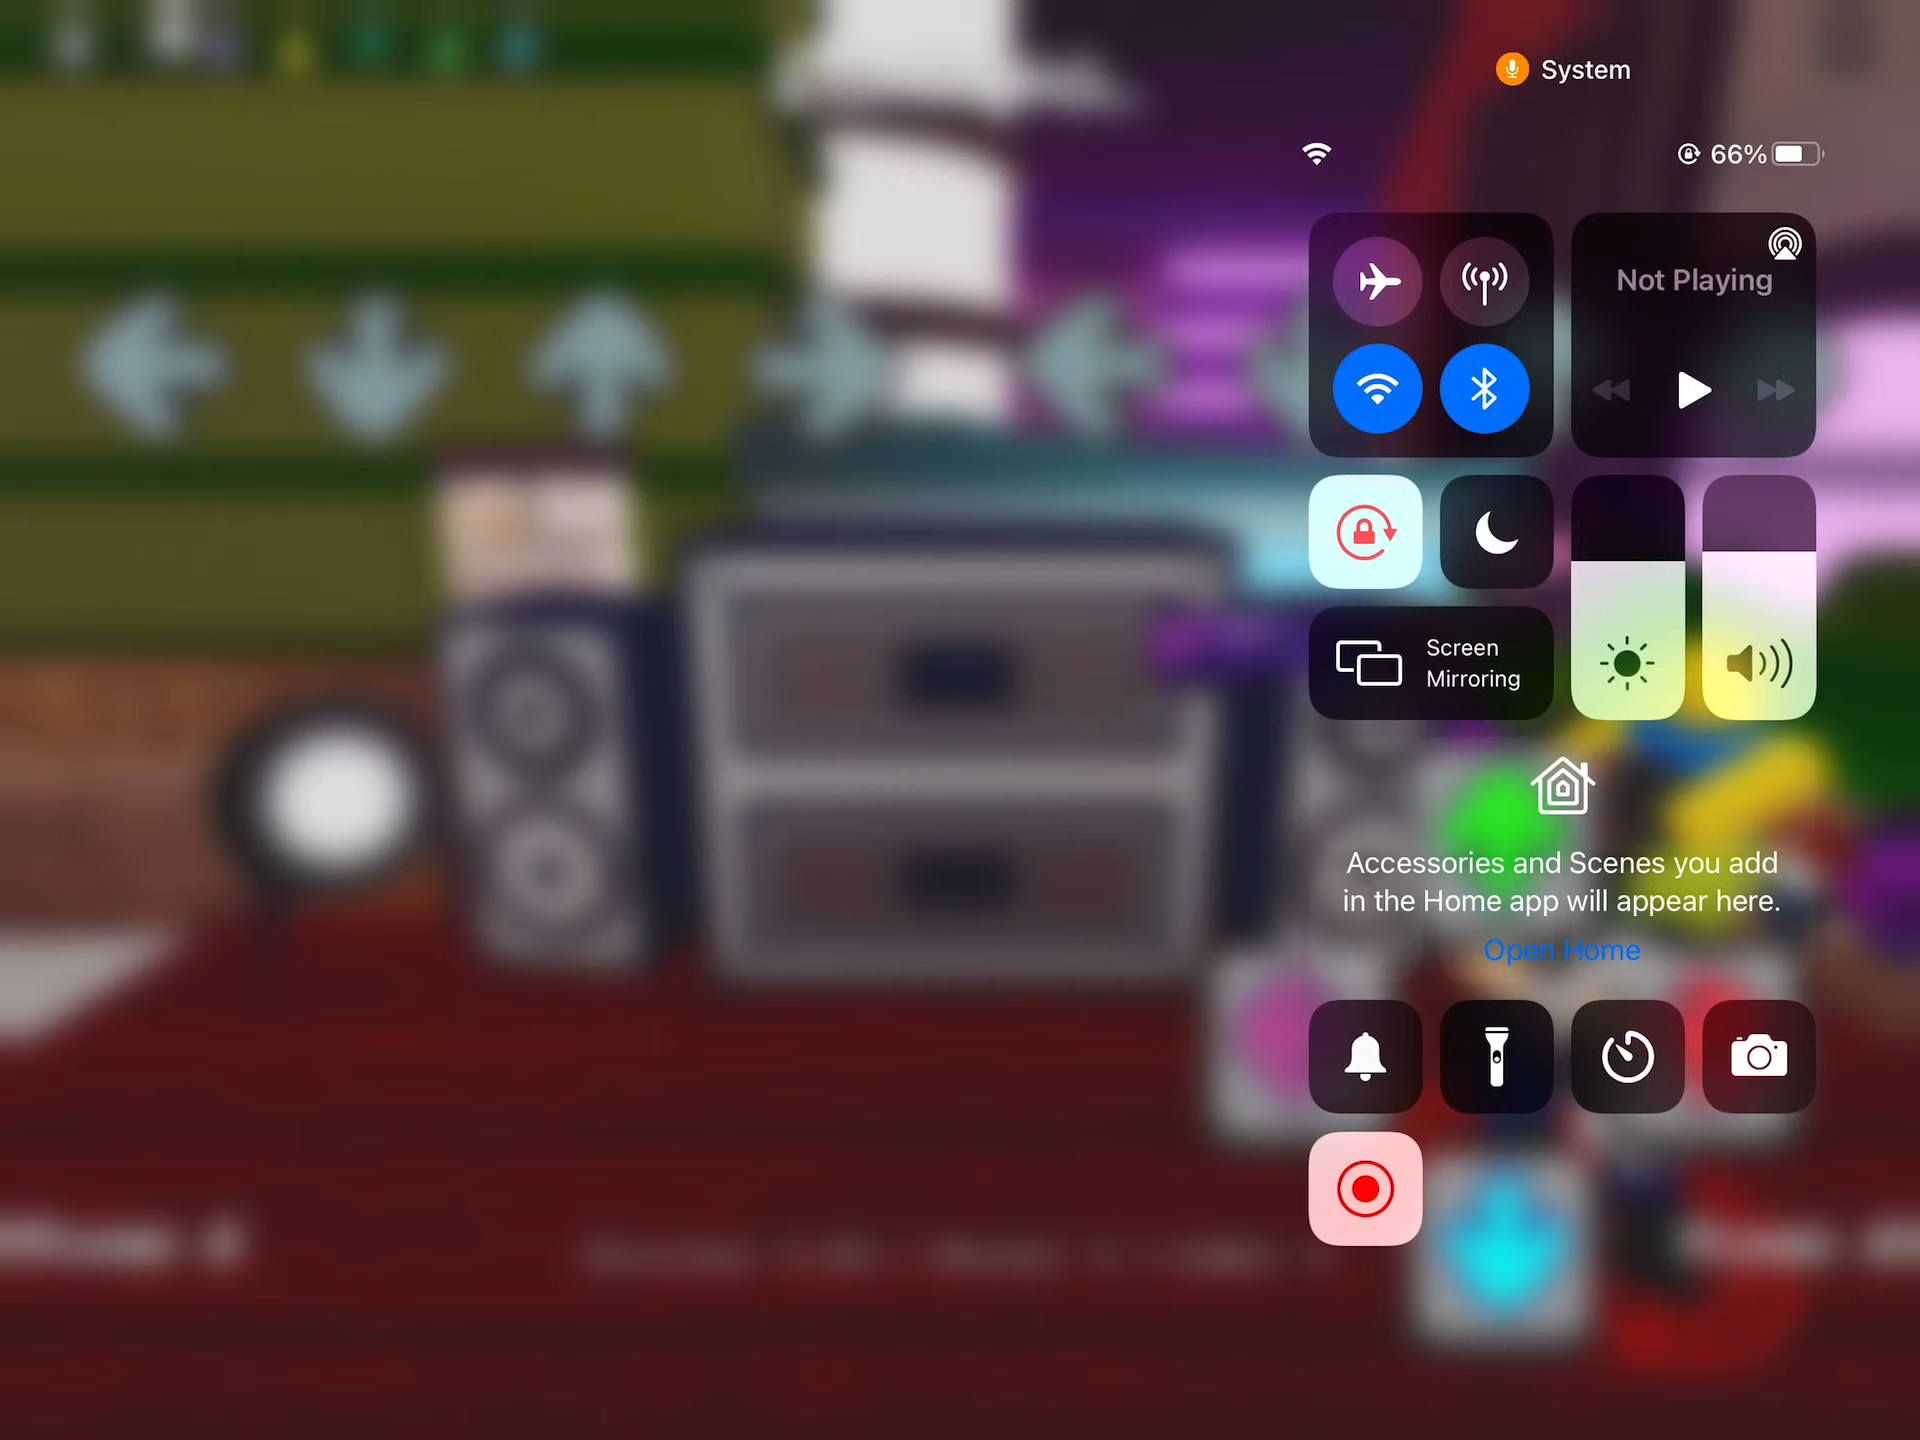 System
66%
Not Playing
Screen
Mirroring
Accessories and Scenes you add
in the Home app will appear here.
Open Home